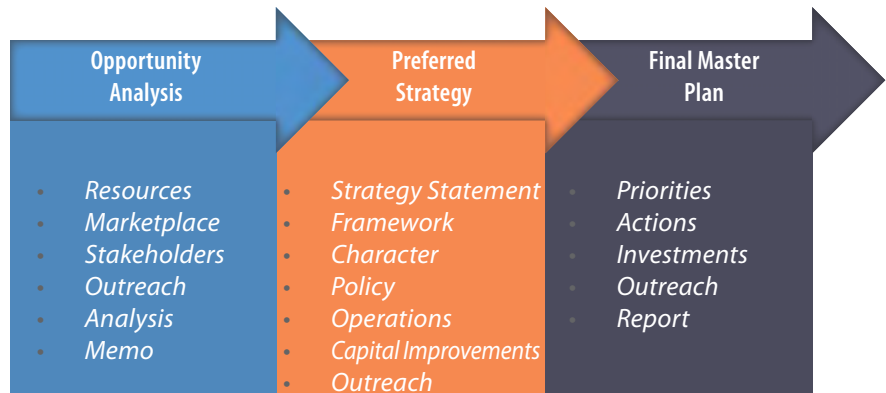 Opportunity
Analysis
Preferred
Strategy
Final Master
Plan
• Resources
• Marketplace
• Stakeholders
• Outreach
• Analysis
• Memo
• Strategy Statement
• Framework
• Character
• Policy
• Operations
• Capital Improvements
• Outreach
• Priorities
• Actions
• Investments
• Outreach
• Report